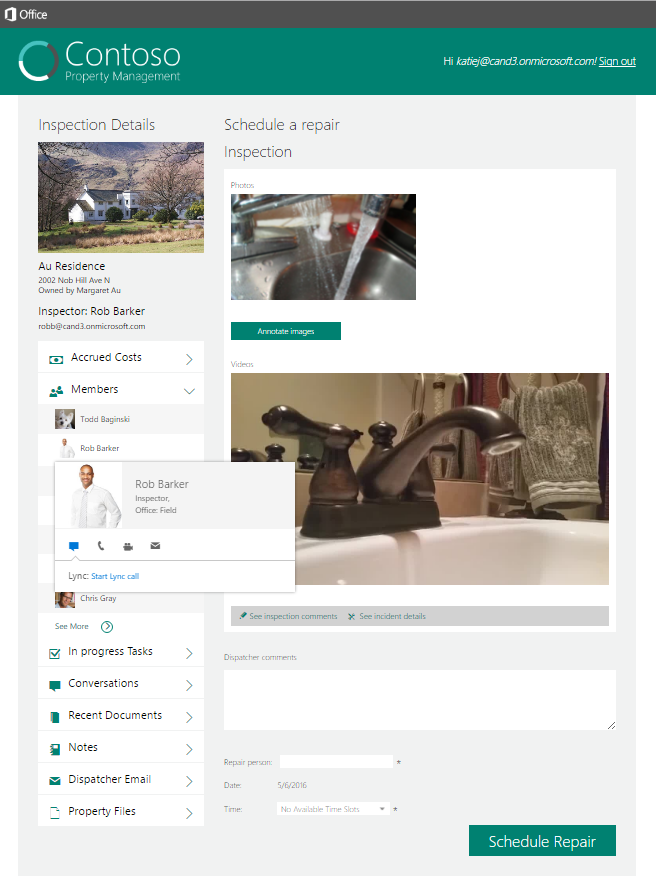 Office
Contoso
Property Management
Hi katiej@cand3.onmicrosoft.com! Sign out
Inspection Details
Au Residence
2002 Nob Hill Ave N
Owned by Margaret Au
Inspector: Rob Barker
robb@cand3.onmicrosoft.com
Accrued Costs
Members
Todd Baginski
Rob Barker
Rob Barker
Inspector,
Office: Field
Lync: Start Lync call
Chris Gray
See More
In progress Tasks
Conversations
Recent Documents
Notes
Dispatcher Email
Property Files
Schedule a repair
Inspection
Photos
Annotate images
Videos
See inspection comments See incident details
Dispatcher comments
Repair person: *
Date: 5/6/2016
Time: No Available Time Slots *
Schedule Repair